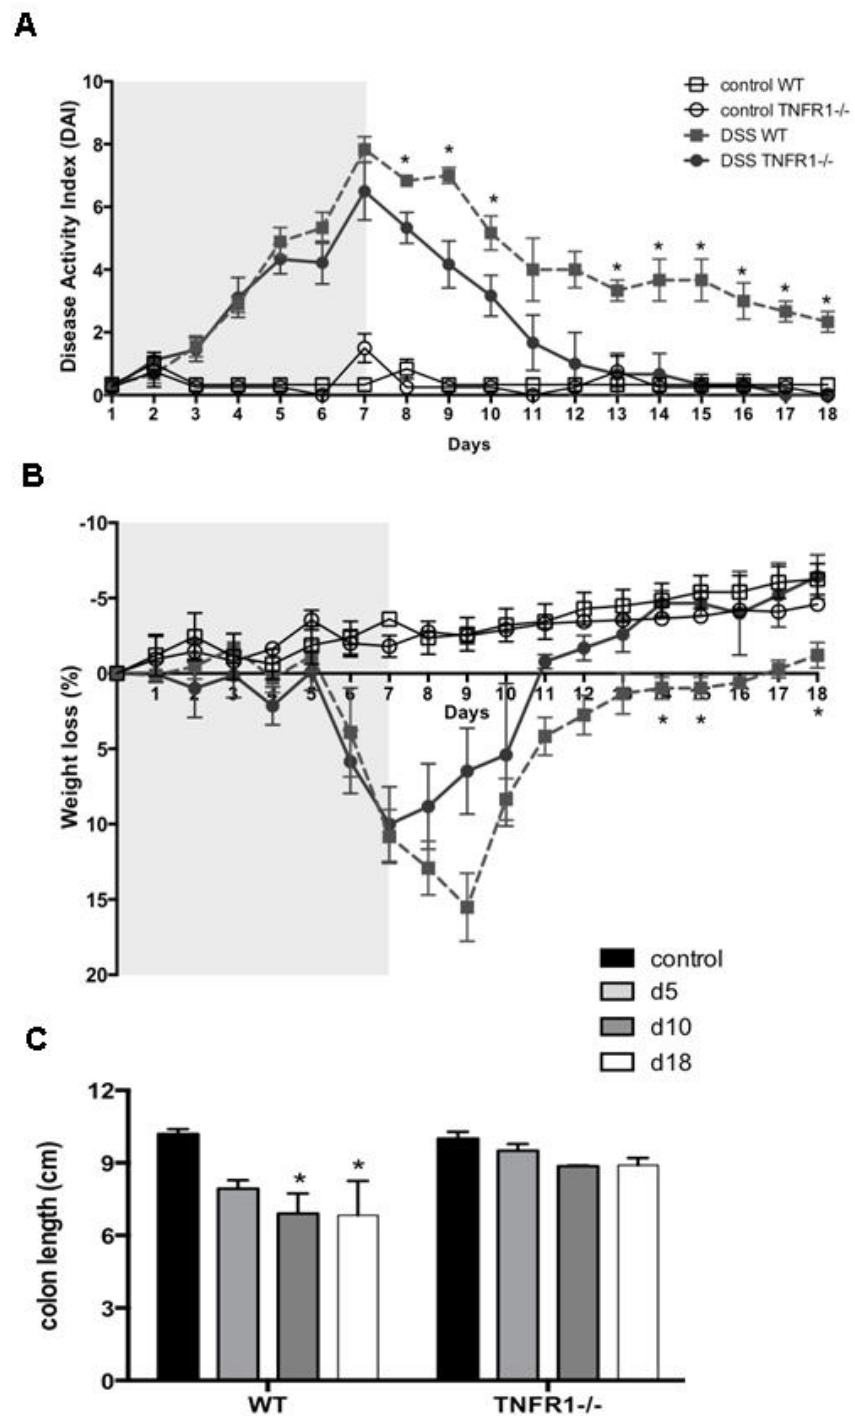 A
10
8
6
4
2
0
Disease Activity Index (DAI)
control WT
control TNFR1-/-
DSS WT
DSS TNFR1-/-
* * * * * * * * *
1 2 3 4 5 6 7 8 9 10 11 12 13 14 15 16 17 18
Days
B
-10
-5
0
5
10
15
20
Weight loss (%)
1 2 3 4 5 6 7 8 9 10 11 12 13 14 15 16 17 18
Days
* * *
control
d5
d10
d18
C
12
9
6
3
0
colon length (cm)
* *
WT TNFR1-/-